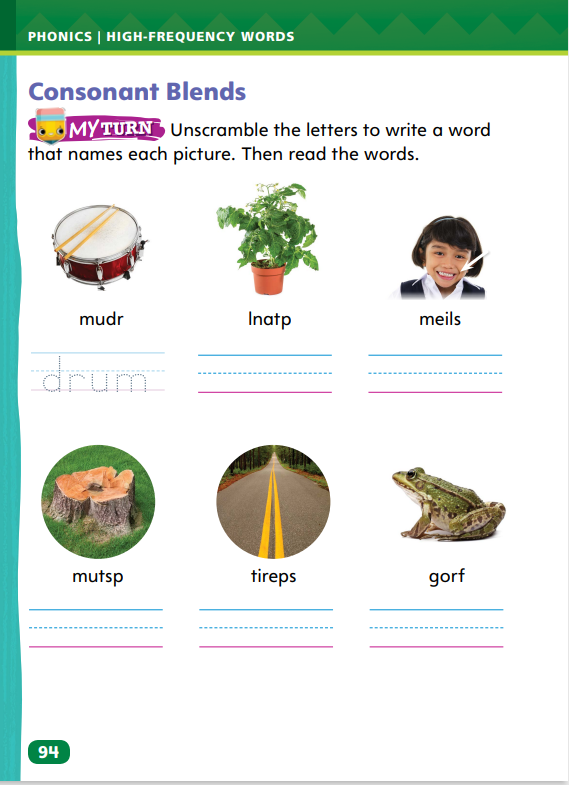 PHONICS | HIGH-FREQUENCY WORDS
Consonant Blends
MY TURN Unscramble the letters to write a word
that names each picture. Then read the words.
mudr lnatp meils
drum
mutsp tireps gorf
94